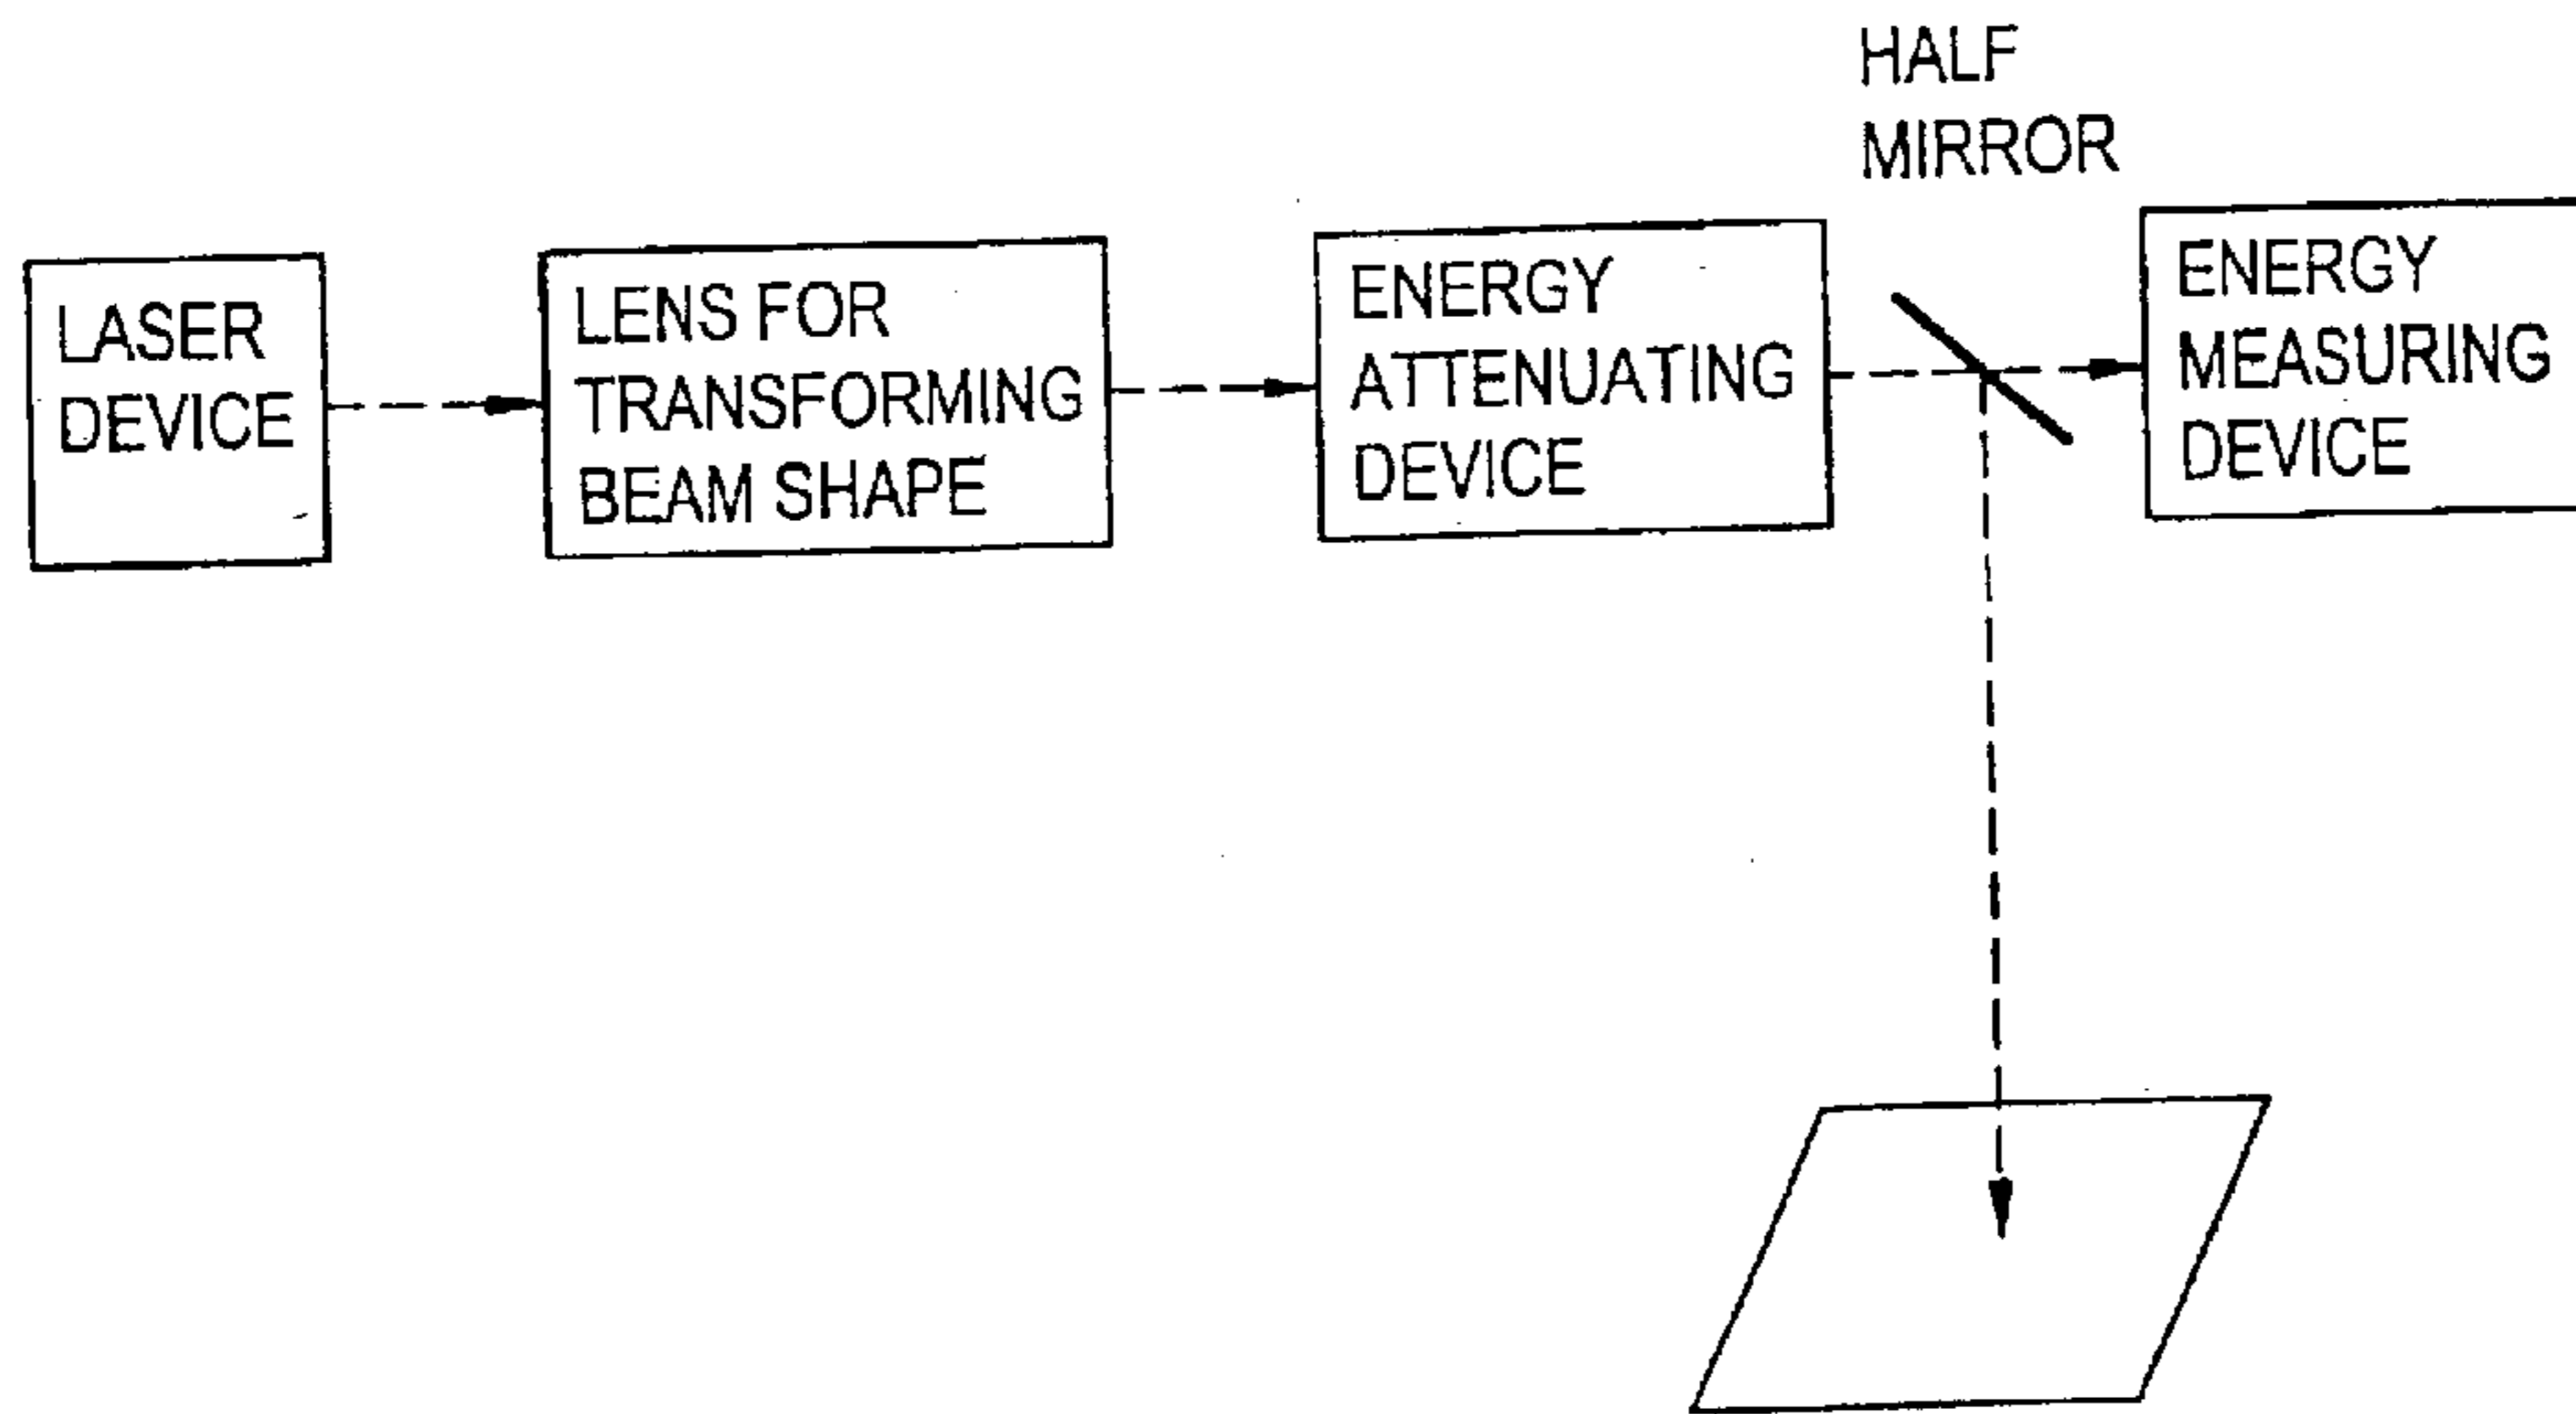 HALF
MIRROR
LASER
DEVICE
LENS FOR
TRANSFORMING
BEAM SHAPE
ENERGY
ATTENUATING
DEVICE
ENERGY
MEASURING
DEVICE